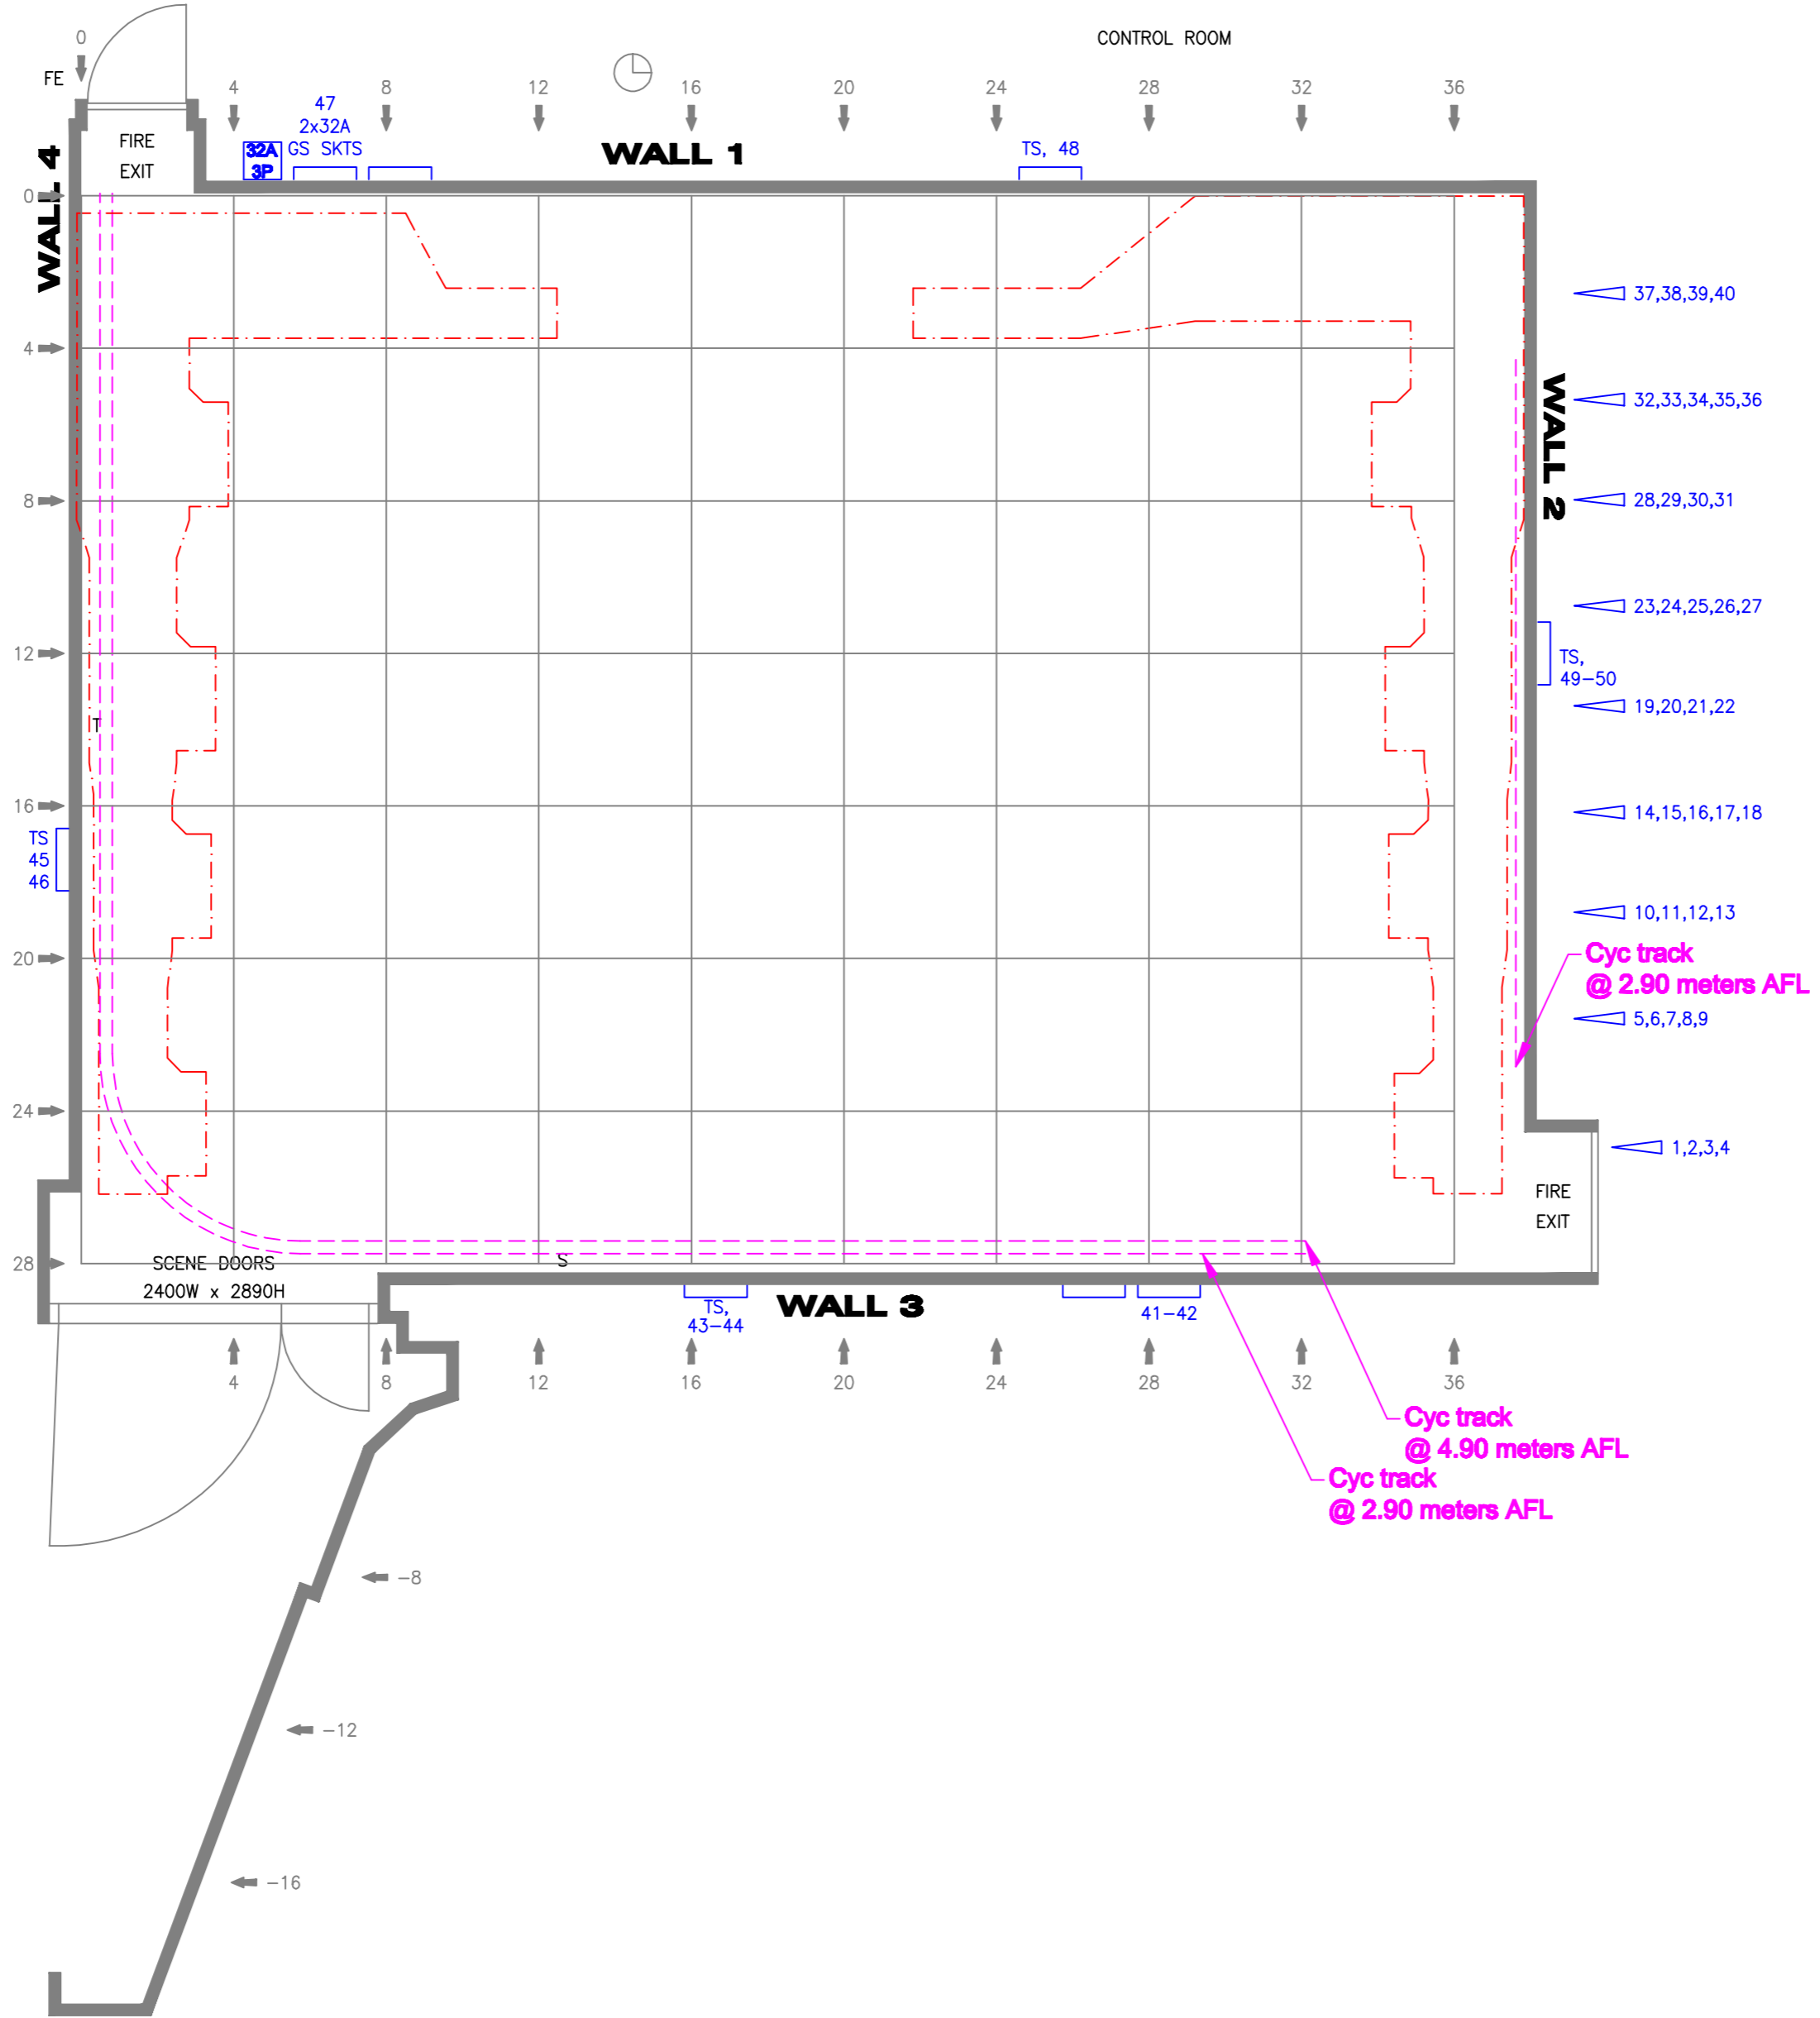 CONTROL ROOM
0
FE
4
8
12
16
20
24
28
32
36
47
2x32A
GS SKTS
32A
3P
FIRE
EXIT
WALL 1
TS, 48
WALL 4
0
4
8
12
16
20
24
28
T
TS
45
46
WALL 2
37,38,39,40
32,33,34,35,36
28,29,30,31
23,24,25,26,27
TS,
49-50
19,20,21,22
14,15,16,17,18
10,11,12,13
Cyc track
@ 2.90 meters AFL
5,6,7,8,9
1,2,3,4
FIRE
EXIT
SCENE DOORS
2400W x 2890H
S
TS,
43-44
WALL 3
41-42
4
8
12
16
20
24
28
32
36
Cyc track
@ 4.90 meters AFL
Cyc track
@ 2.90 meters AFL
-8
-12
-16